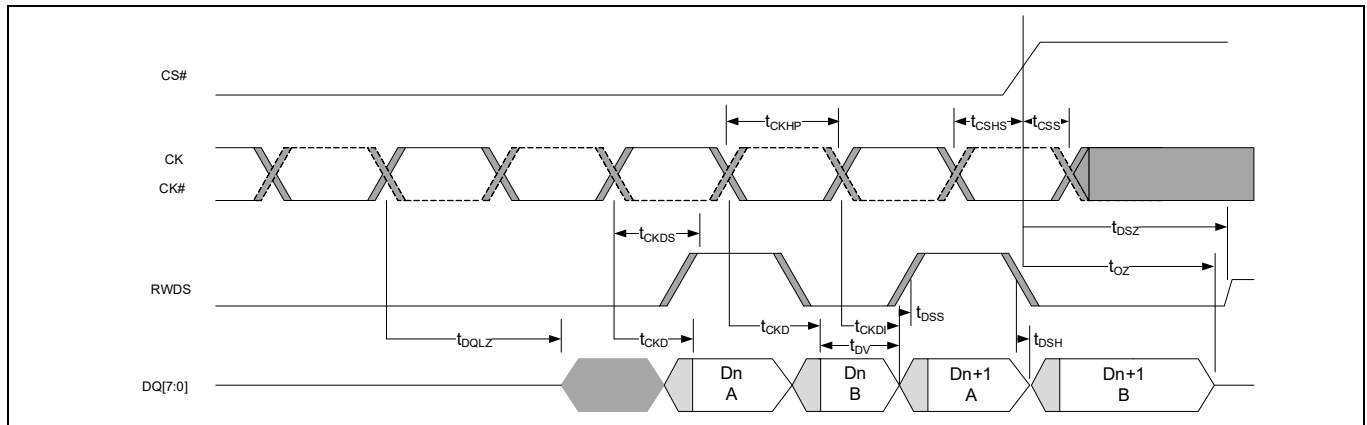 CS#
tCKHP
tCSHS
tCSS
CK
CK#
tCKDS
tDSZ
tOZ
RWDS
tDSS
tCKD
tCKDI
tDQLZ
tCKD
tDV
tDSH
DQ[7:0]
Dn
A
Dn
B
Dn+1
A
Dn+1
B